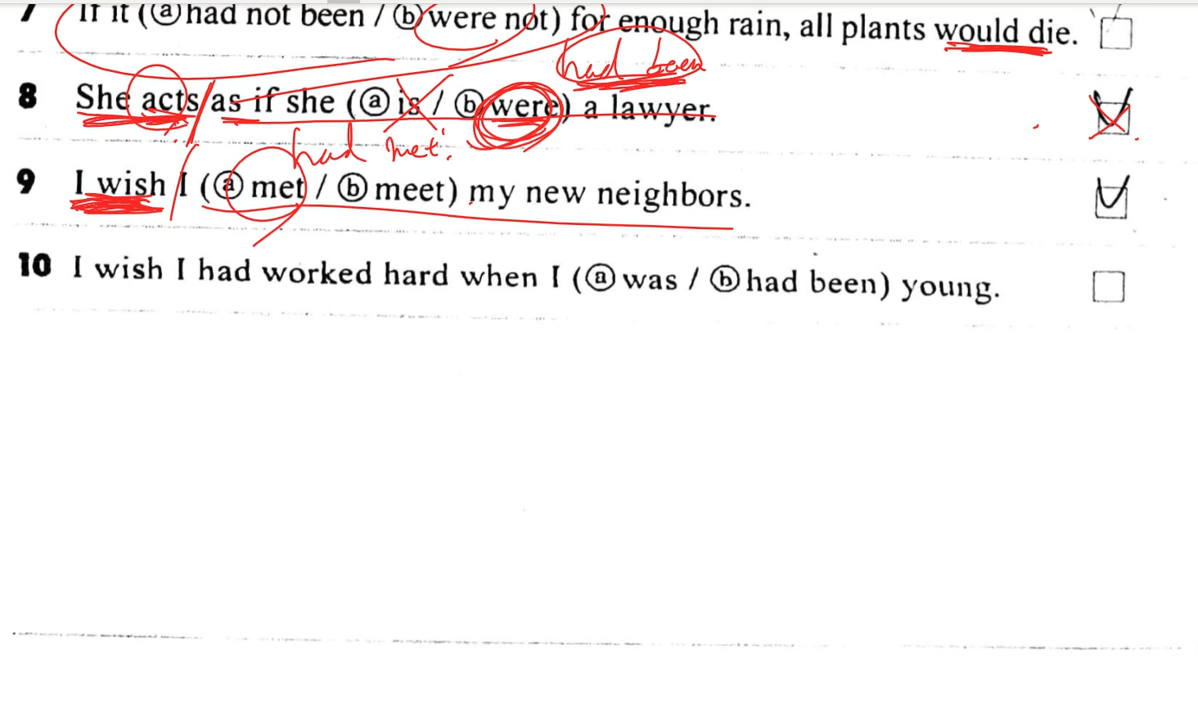 7 If it (ⓐ had not been / ⓑ were not) for enough rain, all plants would die.
had been
8 She acts as if she (ⓐ is / ⓑ were) a lawyer.
had met.
9 I wish I (ⓐ met / ⓑ meet) my new neighbors.
10 I wish I had worked hard when I (ⓐ was / ⓑ had been) young.